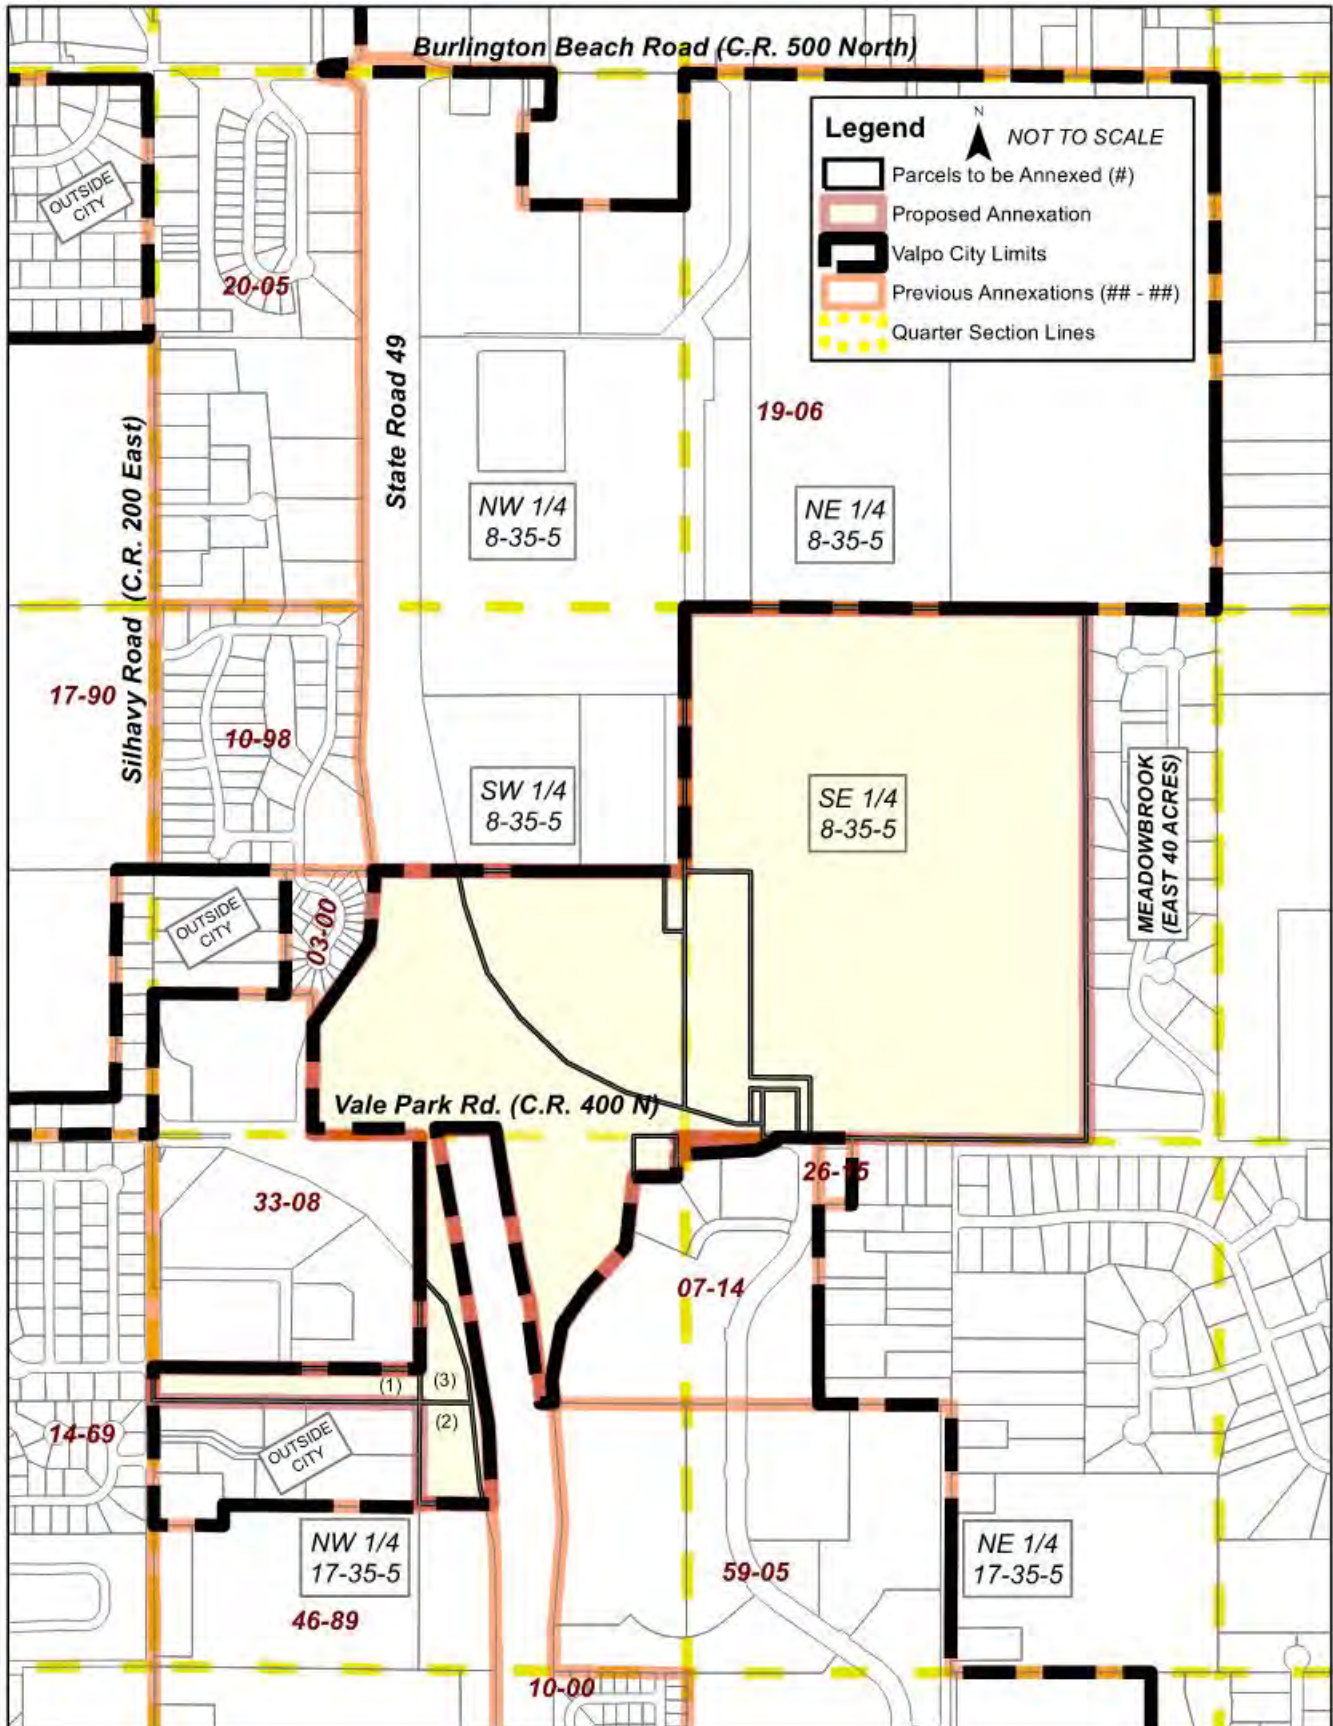 Burlington Beach Road (C.R. 500 North)
Legend
N
NOT TO SCALE
Parcels to be Annexed (#)
Proposed Annexation
Valpo City Limits
Previous Annexations (## - ##)
Quarter Section Lines
OUTSIDE
CITY
20-05
State Road 49
19-06
Silhavy Road (C.R. 200 East)
NW 1/4
8-35-5
NE 1/4
8-35-5
17-90
10-98
SW 1/4
8-35-5
SE 1/4
8-35-5
MEADOWBROOK
(EAST 40 ACRES)
OUTSIDE
CITY
03-00
Vale Park Rd. (C.R. 400 N)
26-15
33-08
07-14
(1)
(3)
(2)
14-69
OUTSIDE
CITY
NW 1/4
17-35-5
NE 1/4
17-35-5
59-05
46-89
10-00